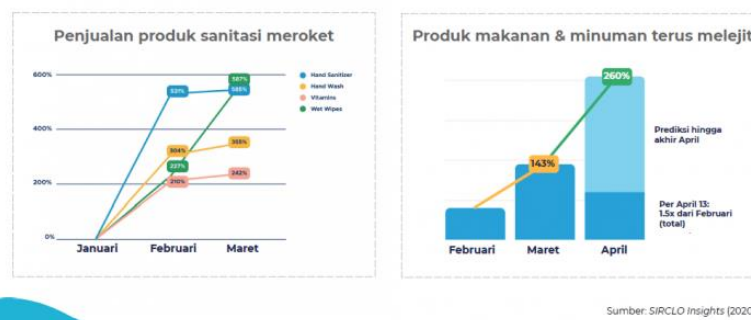 Penjualan produk sanitasi meroket
600%
400%
200%
0%
531%
304%
237%
210%
587%
585%
355%
242%
Januari
Februari
Maret
Hand Sanitizer
Hand Wash
Vitamins
Wet Wipes
Produk makanan & minuman terus melejit
143%
260%
Februari
Maret
April
Prediksi hingga
akhir April
Per April 13:
1.5x dari Februari
(total)
Sumber: SIRCLO Insights (2020